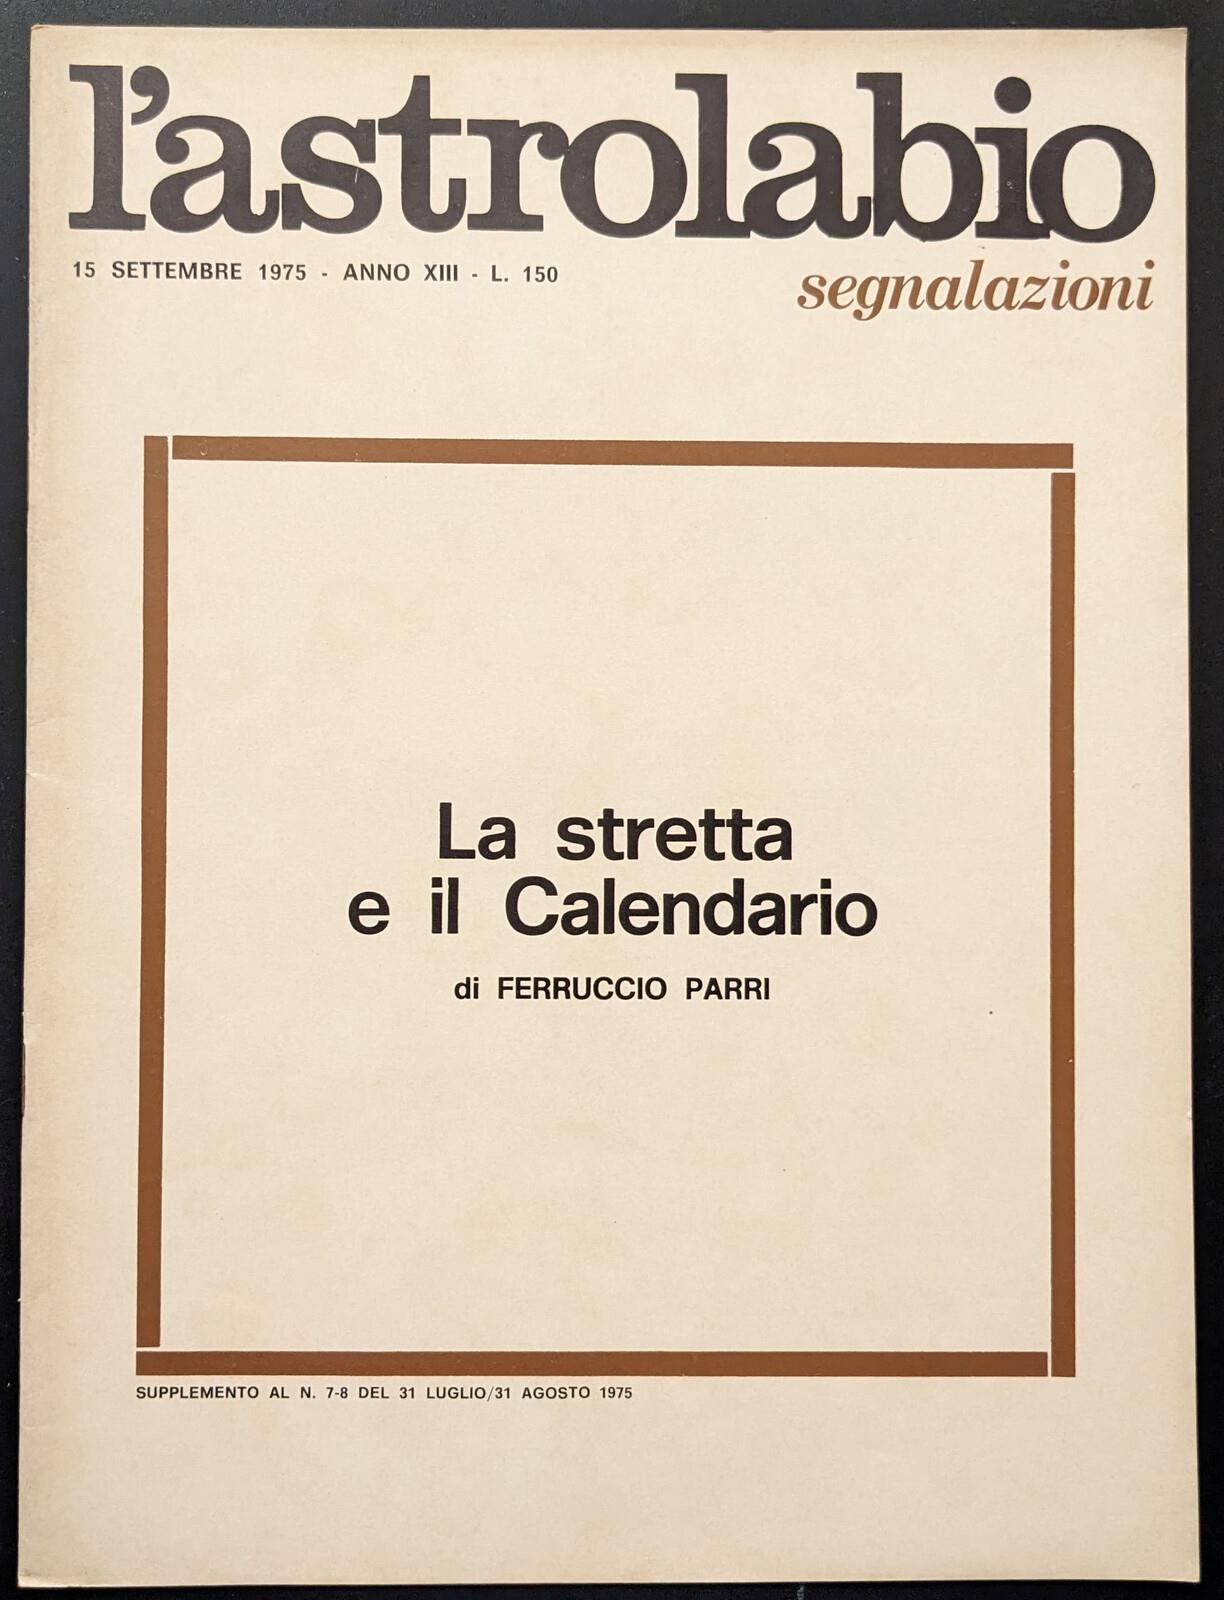 l'astrolabio
15 SETTEMBRE 1975 - ANNO XIII - L. 150
segnalazioni
La stretta
e il Calendario
di FERRUCCIO PARRI
SUPPLEMENTO AL N. 7-8 DEL 31 LUGLIO/31 AGOSTO 1975